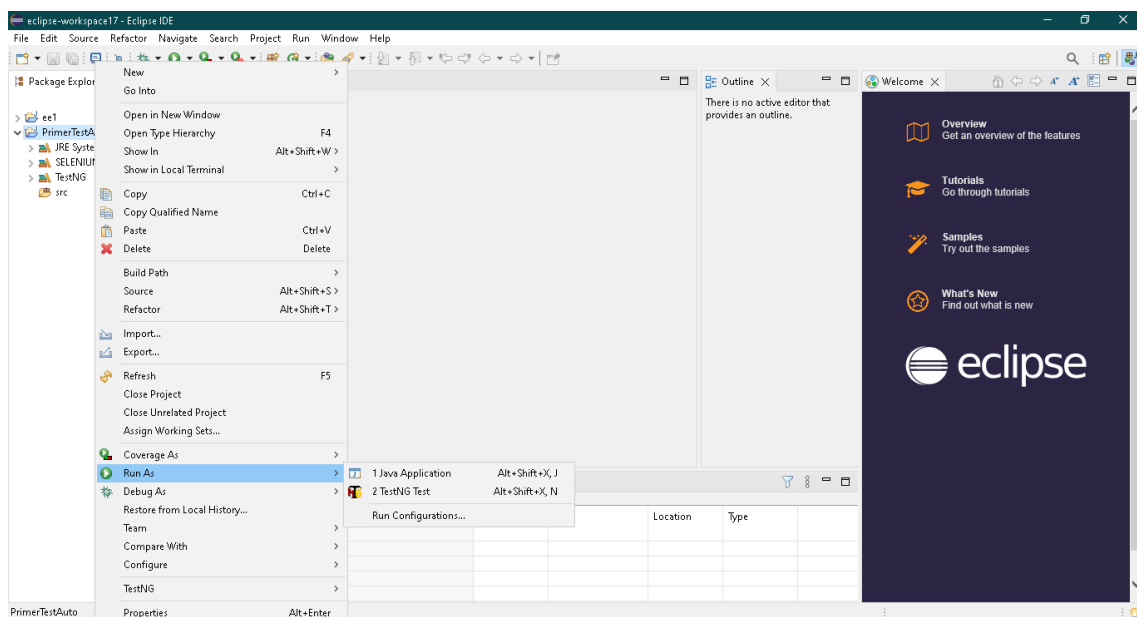 eclipse-workspace17 - Eclipse IDE
File Edit Source Refactor Navigate Search Project Run Window Help
Package Explor
ee1
PrimerTestA
JRE Syste
SELENIUM
TestNG
src
New
Go Into
Open in New Window
Open Type Hierarchy F4
Show In Alt+Shift+W >
Show in Local Terminal
Copy Ctrl+C
Copy Qualified Name
Paste Ctrl+V
Delete Delete
Build Path
Source Alt+Shift+S >
Refactor Alt+Shift+T >
Import...
Export...
Refresh F5
Close Project
Close Unrelated Project
Assign Working Sets...
Coverage As
Run As
Debug As
Restore from Local History...
Team
Compare With
Configure
TestNG
Properties Alt+Enter
1 Java Application Alt+Shift+X, J
2 TestNG Test Alt+Shift+X, N
Run Configurations...
Location Type
Outline
There is no active editor that
provides an outline.
Welcome
Overview
Get an overview of the features
Tutorials
Go through tutorials
Samples
Try out the samples
What's New
Find out what is new
eclipse
PrimerTestAuto